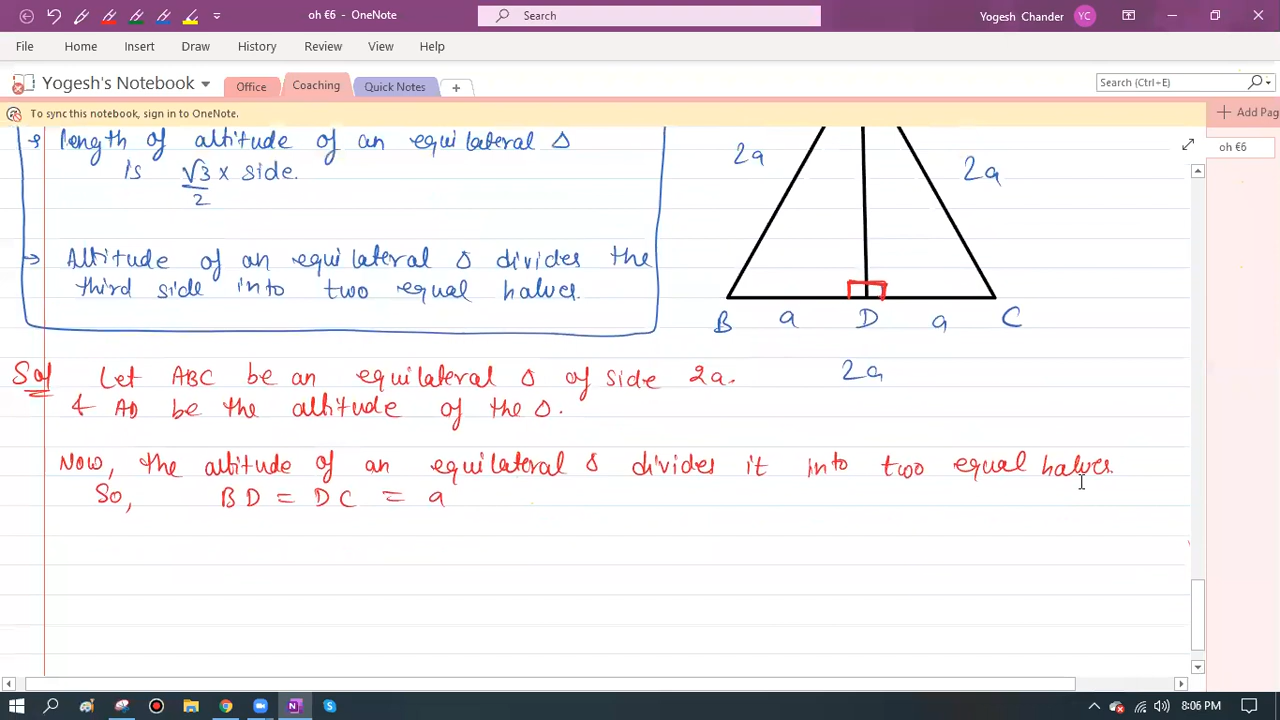 oh €6 - OneNote
Search
Yogesh Chander
YC
File Home Insert Draw History Review View Help
Yogesh's Notebook
Office
Coaching
Quick Notes
+
Search (Ctrl+E)
To sync this notebook, sign in to OneNote.
Add Pag
oh €6
→ length of altitude of an equilateral Δ
is √3/2 x side.
→ Altitude of an equilateral Δ divides the
third side into two equal halves.
2a
2a
B a D a C
2a
Sol Let ABC be an equilateral Δ of side 2a.
& AD be the altitude of the Δ.
Now, the altitude of an equilateral Δ divides it into two equal halves.
So, BD = DC = a
8:06 PM